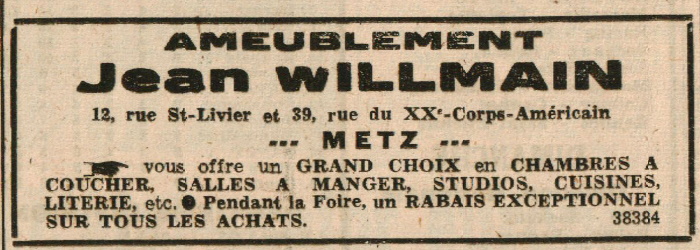 AMEUBLEMENT
Jean WILLMAIN
12, rue St-Livier et 39, rue du XXe-Corps-Américain
--- METZ ---
vous offre un GRAND CHOIX en CHAMBRES A
COUCHER, SALLES A MANGER, STUDIOS, CUISINES,
LITERIE, etc. ● Pendant la Foire, un RABAIS EXCEPTIONNEL
SUR TOUS LES ACHATS. 38384